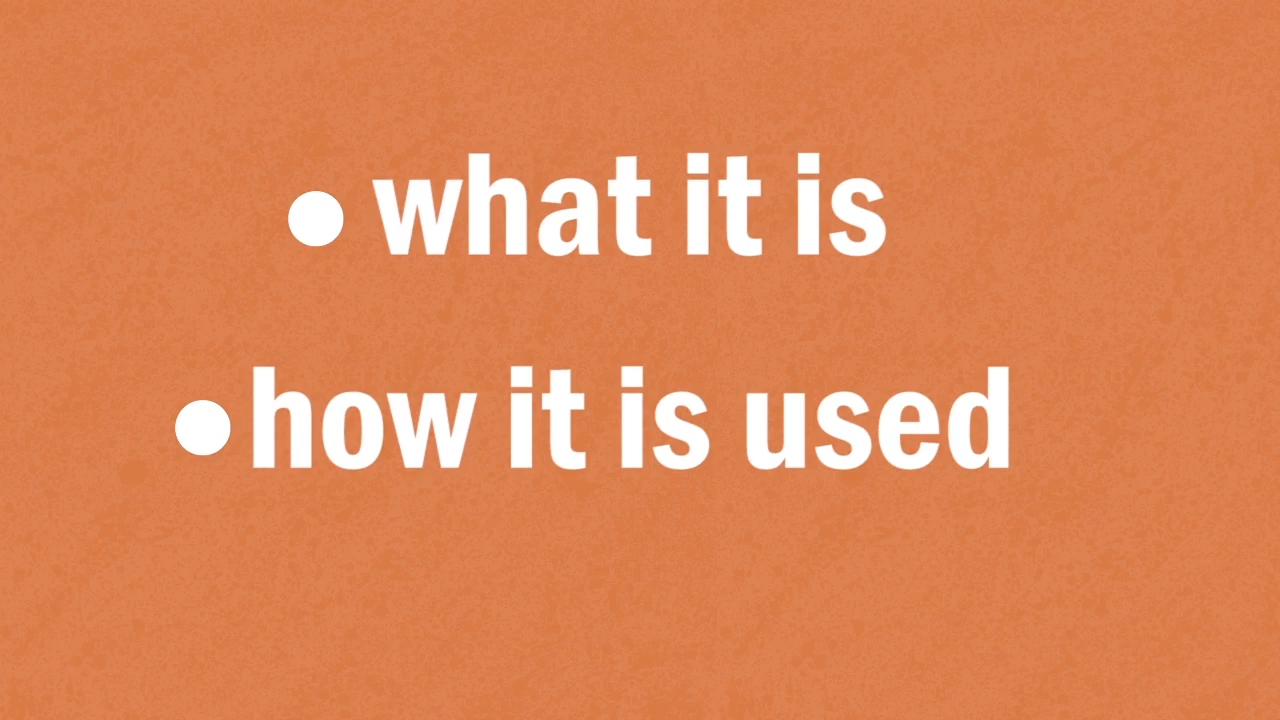 • what it is
• how it is used